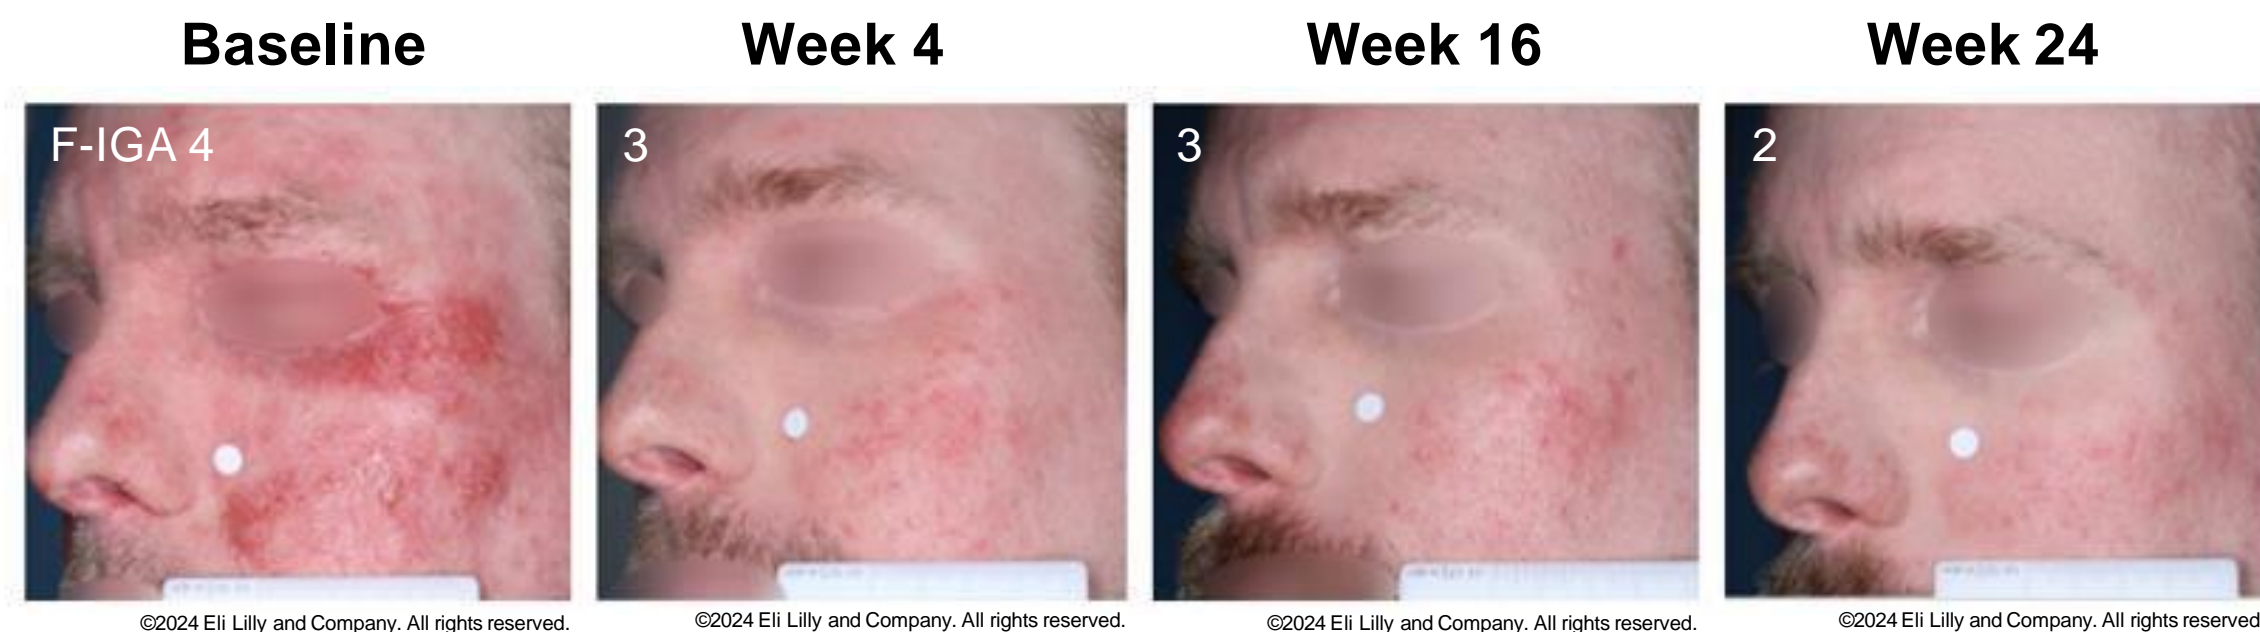 Baseline
Week 4
Week 16
Week 24
F-IGA 4
3
3
2
©2024 Eli Lilly and Company. All rights reserved.
©2024 Eli Lilly and Company. All rights reserved.
©2024 Eli Lilly and Company. All rights reserved.
©2024 Eli Lilly and Company. All rights reserved